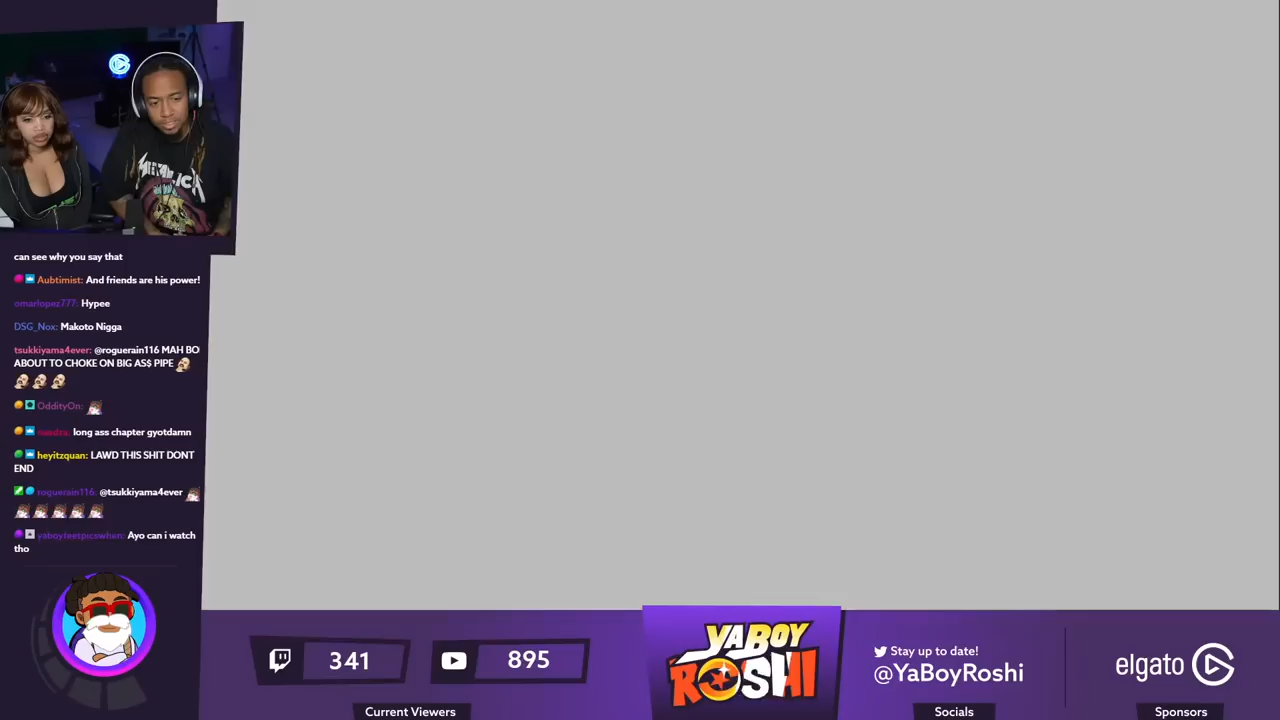 METALLICA
can see why you say that
Aubtimist: And friends are his power!
omarlopez777: Hypee
DSG_Nox: Makoto Nigga
tsukkiyama4ever: @roguerain116 MAH BO
ABOUT TO CHOKE ON BIG AS$ PIPE
OddityOn:
long ass chapter gyotdamn
heyitzquan: LAWD THIS SHIT DONT
END
roguerain116: @tsukkiyama4ever
yaboyfeetpicswhen: Ayo can i watch
tho
341
895
Current Viewers
YABOY
ROSHI
Stay up to date!
@YaBoyRoshi
Socials
elgato
Sponsors